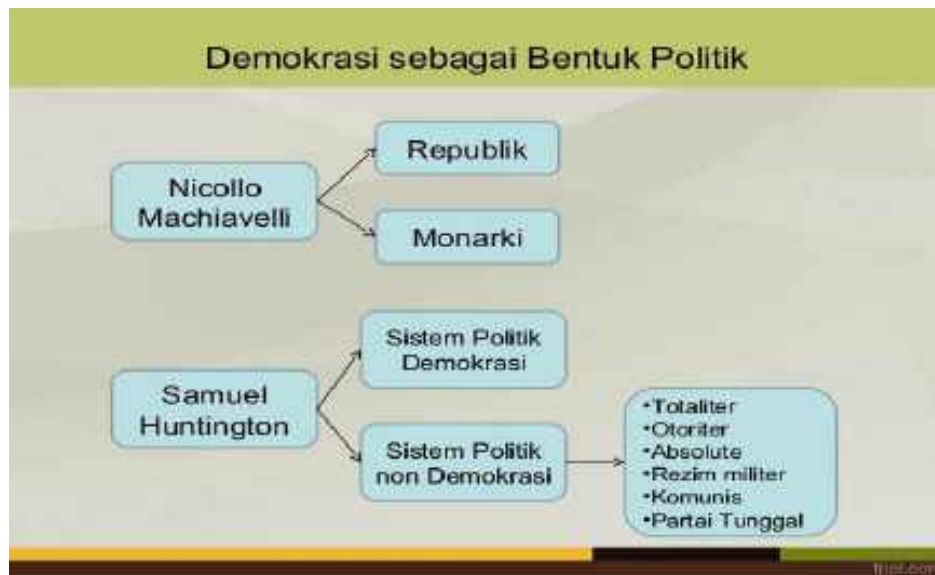 Demokrasi sebagai Bentuk Politik
Nicollo
Machiavelli
Republik
Monarki
Samuel
Huntington
Sistem Politik
Demokrasi
Sistem Politik
non Demokrasi
•Totaliter
•Otoriter
•Absolute
•Rezim militer
•Komunis
•Partai Tunggal